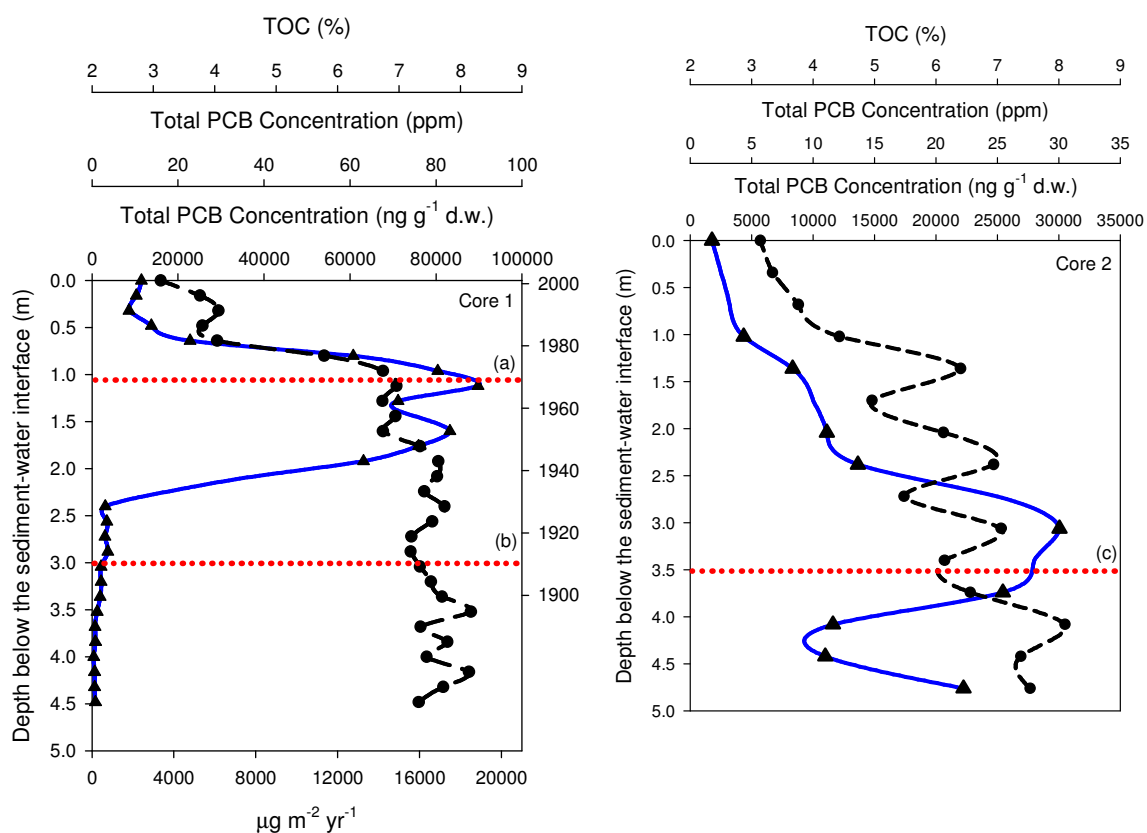 TOC (%)
2 3 4 5 6 7 8 9
Total PCB Concentration (ppm)
0 20 40 60 80 100
Total PCB Concentration (ng g-1 d.w.)
0 20000 40000 60000 80000 100000
Core 1
Depth below the sediment-water interface (m)
0.0
0.5
1.0
1.5
2.0
2.5
3.0
3.5
4.0
4.5
5.0
2000
1980
1960
1940
1920
1900
(a)
(b)
0 4000 8000 12000 16000 20000
μg m-2 yr-1
TOC (%)
2 3 4 5 6 7 8 9
Total PCB Concentration (ppm)
0 5 10 15 20 25 30 35
Total PCB Concentration (ng g-1 d.w.)
0 5000 10000 15000 20000 25000 30000 35000
Core 2
Depth below the sediment-water interface (m)
0.0
0.5
1.0
1.5
2.0
2.5
3.0
3.5
4.0
4.5
5.0
(c)